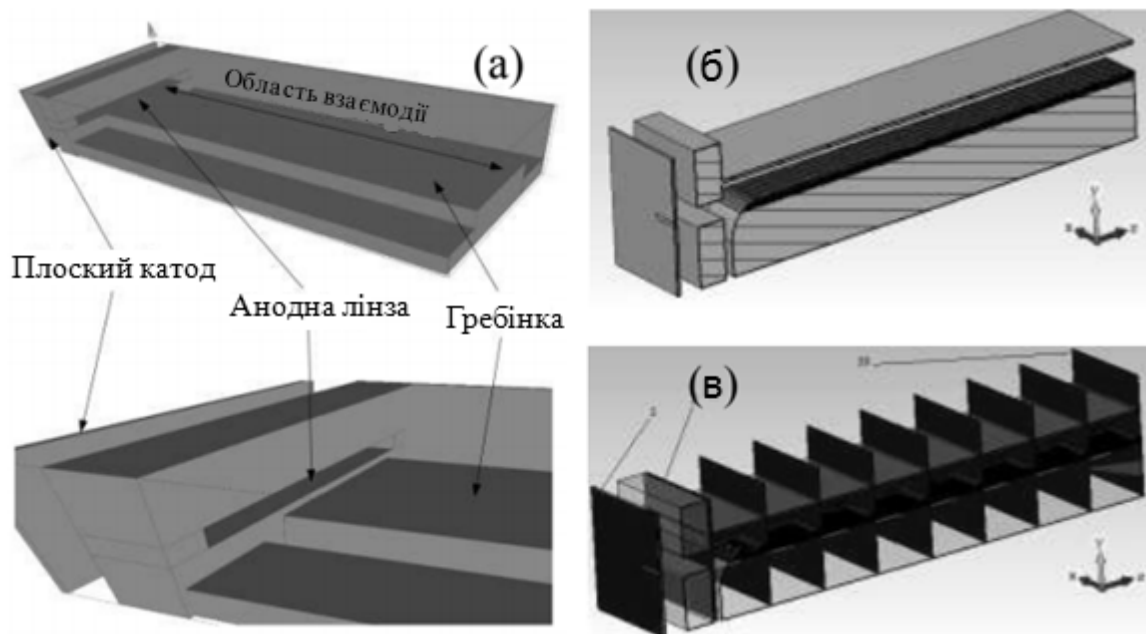 (а)
Область взаємодії
Плоский катод
Анодна лінза
Гребінка
(б)
Y
X
Z
(в)
Y